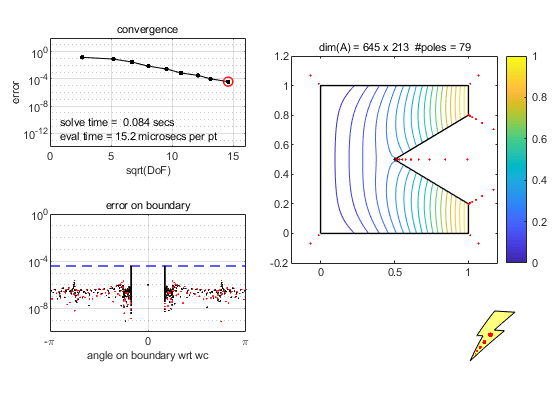 convergence
10^0
10^-4
10^-8
10^-12
error
solve time = 0.084 secs
eval time = 15.2 microsecs per pt
0 5 10 15
sqrt(DoF)
error on boundary
10^0
10^-4
10^-8
-π 0 π
angle on boundary wrt wc
dim(A) = 645 x 213 #poles = 79
1.2
1
0.8
0.6
0.4
0.2
0
-0.2
0 0.5 1
1
0.8
0.6
0.4
0.2
0